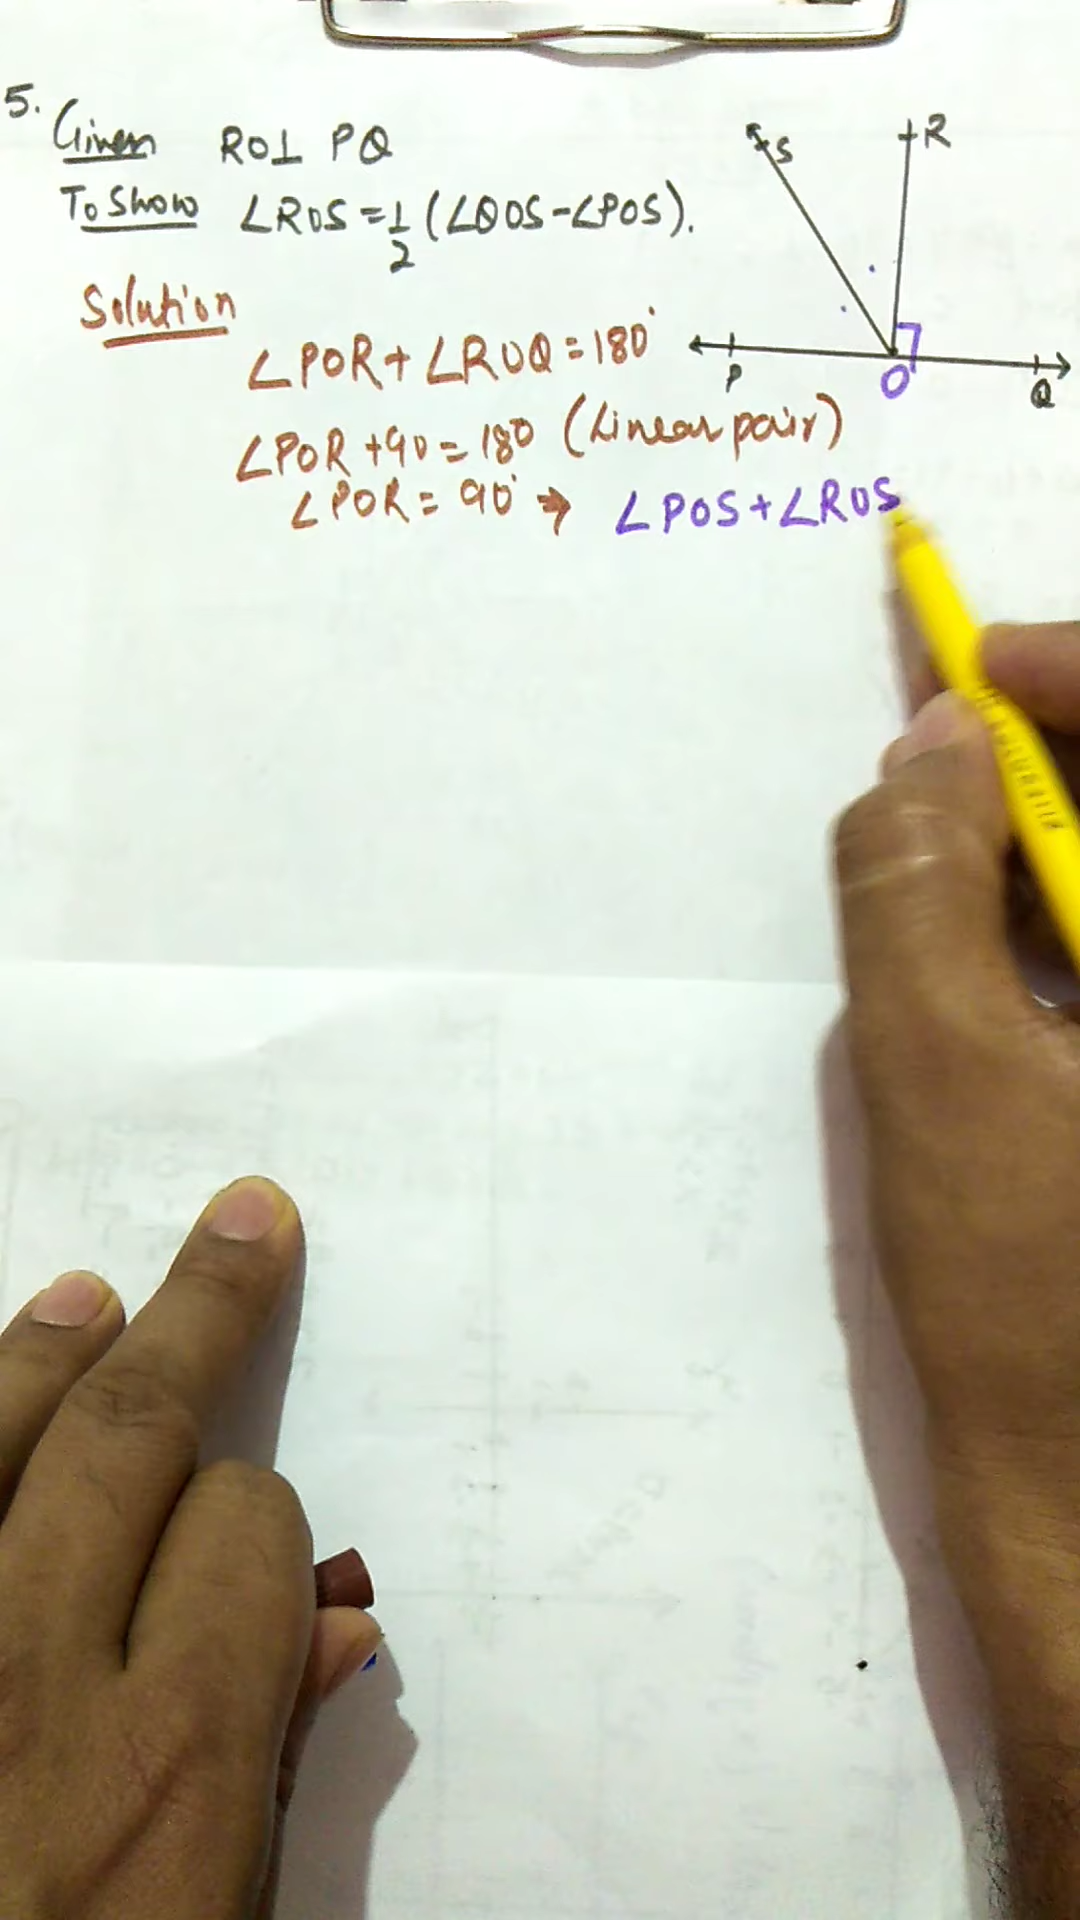 5.
Given RO⊥ PQ
To Show ∠ROS = 1/2 (∠QOS - ∠POS).
Solution
∠POR + ∠ROQ = 180°
∠POR + 90 = 180 (Linear pair)
∠POR = 90° → ∠POS + ∠ROS
S
R
P
O
Q